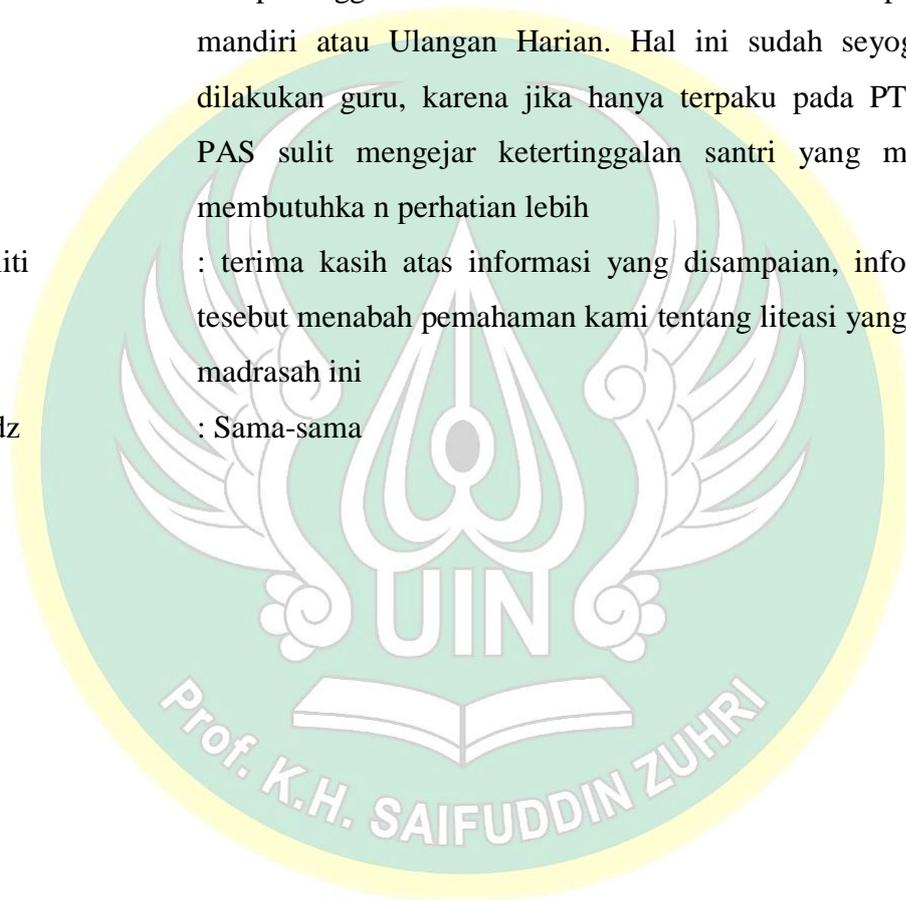 mandiri atau Ulangan Harian. Hal ini sudah
dilakukan guru, karena jika hanya terpaku pada
PAS sulit mengejar ketertinggalan santri yang
membutuhka n perhatian lebih
: terima kasih atas informasi yang disampaian,
tesebut menabah pemahaman kami tentang liteasi yang
madrasah ini
: Sama-sama
UIN
Prof. K.H. SAIFUDDIN ZUHRI